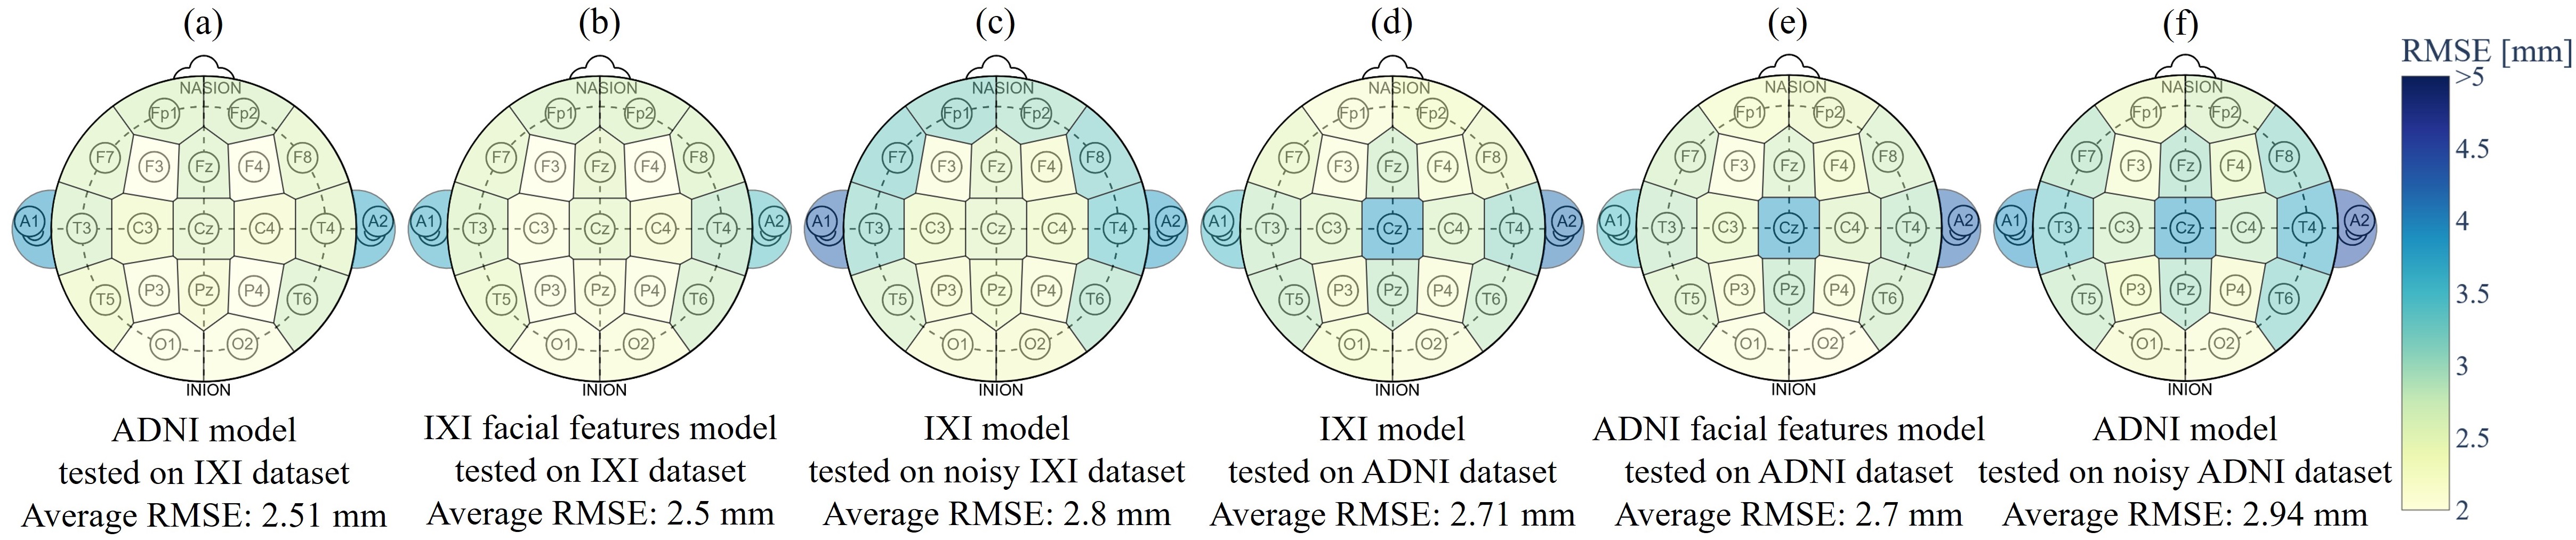 (a)
NASION
Fp1 Fp2
F7 F3 Fz F4 F8
A1 T3 C3 Cz C4 T4 A2
T5 P3 Pz P4 T6
O1 O2
INION
ADNI model
tested on IXI dataset
Average RMSE: 2.51 mm
(b)
NASION
Fp1 Fp2
F7 F3 Fz F4 F8
A1 T3 C3 Cz C4 T4 A2
T5 P3 Pz P4 T6
O1 O2
INION
IXI facial features model
tested on IXI dataset
Average RMSE: 2.5 mm
(c)
NASION
Fp1 Fp2
F7 F3 Fz F4 F8
A1 T3 C3 Cz C4 T4 A2
T5 P3 Pz P4 T6
O1 O2
INION
IXI model
tested on noisy IXI dataset
Average RMSE: 2.8 mm
(d)
NASION
Fp1 Fp2
F7 F3 Fz F4 F8
A1 T3 C3 Cz C4 T4 A2
T5 P3 Pz P4 T6
O1 O2
INION
IXI model
tested on ADNI dataset
Average RMSE: 2.71 mm
(e)
NASION
Fp1 Fp2
F7 F3 Fz F4 F8
A1 T3 C3 Cz C4 T4 A2
T5 P3 Pz P4 T6
O1 O2
INION
ADNI facial features model
tested on ADNI dataset
Average RMSE: 2.7 mm
(f)
NASION
Fp1 Fp2
F7 F3 Fz F4 F8
A1 T3 C3 Cz C4 T4 A2
T5 P3 Pz P4 T6
O1 O2
INION
ADNI model
tested on noisy ADNI dataset
Average RMSE: 2.94 mm
RMSE [mm]
>5
4.5
4
3.5
3
2.5
2